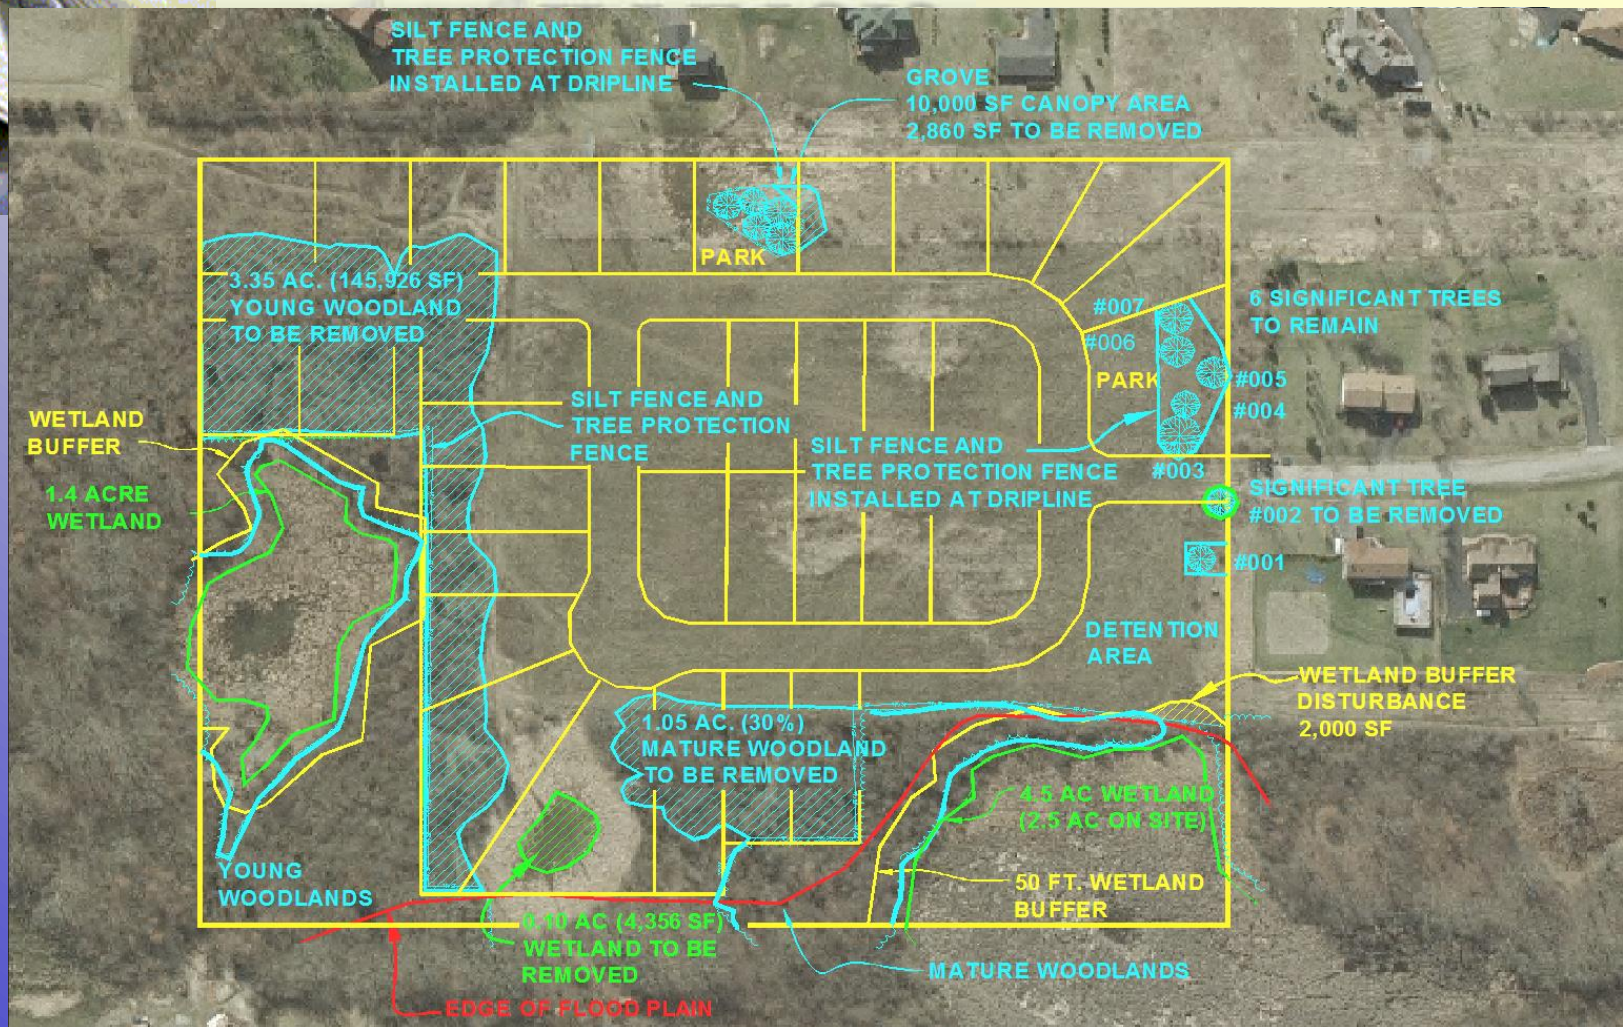 SILT FENCE AND
TREE PROTECTION FENCE
INSTALLED AT DRIPLINE
GROVE
10,000 SF CANOPY AREA
2,860 SF TO BE REMOVED
PARK
3.35 AC. (145,926 SF)
YOUNG WOODLAND
TO BE REMOVED
#007
#006
PARK
6 SIGNIFICANT TREES
TO REMAIN
#005
#004
#003
WETLAND
BUFFER
1.4 ACRE
WETLAND
SILT FENCE AND
TREE PROTECTION
FENCE
SILT FENCE AND
TREE PROTECTION FENCE
INSTALLED AT DRIPLINE
SIGNIFICANT TREE
#002 TO BE REMOVED
#001
DETENTION
AREA
WETLAND BUFFER
DISTURBANCE
2,000 SF
1.05 AC. (30%)
MATURE WOODLAND
TO BE REMOVED
4.5 AC WETLAND
(2.5 AC ON SITE)
YOUNG
WOODLANDS
50 FT. WETLAND
BUFFER
0.10 AC (4,356 SF)
WETLAND TO BE
REMOVED
MATURE WOODLANDS
EDGE OF FLOOD PLAIN